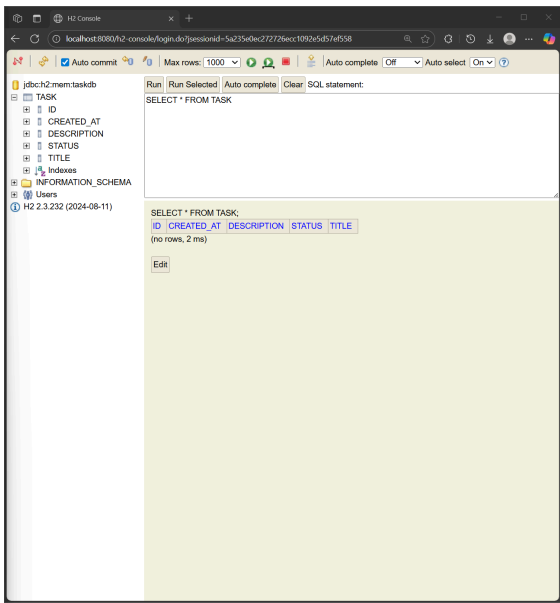 H2 Console
localhost:8080/h2-console/login.do?jsessionid=5a235e0ec272726ecc1092e5d57ef558
Auto commit Max rows: 1000 Auto complete Off Auto select On ?
jdbc:h2:mem:taskdb
TASK
ID
CREATED_AT
DESCRIPTION
STATUS
TITLE
Indexes
INFORMATION_SCHEMA
Users
H2 2.3.232 (2024-08-11)
Run Run Selected Auto complete Clear SQL statement:
SELECT * FROM TASK
SELECT * FROM TASK;
ID CREATED_AT DESCRIPTION STATUS TITLE
(no rows, 2 ms)
Edit